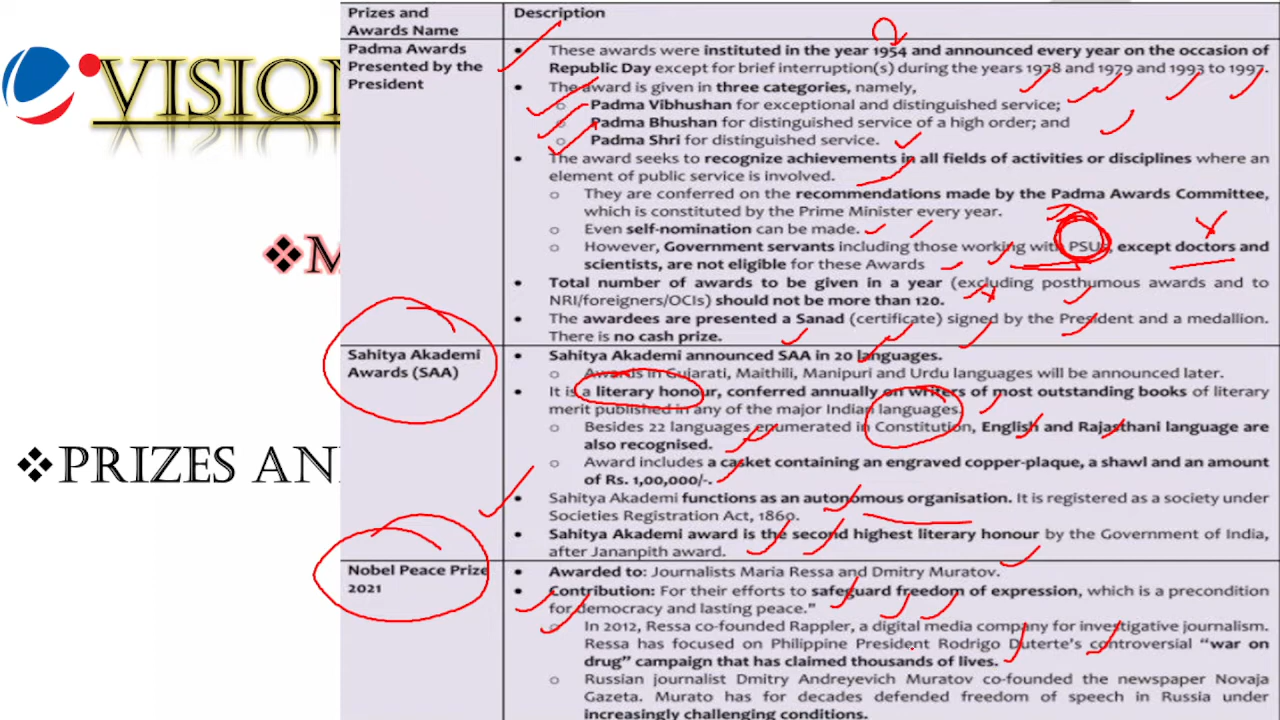 VISION
❖M
❖PRIZES AN
Prizes and Awards Name
Description
Padma Awards
Presented by the
President
• These awards were instituted in the year 1954 and announced every year on the occasion of
Republic Day except for brief interruption(s) during the years 1978 and 1979 and 1993 to 1997.
• The award is given in three categories, namely,
o Padma Vibhushan for exceptional and distinguished service;
o Padma Bhushan for distinguished service of a high order; and
o Padma Shri for distinguished service.
• The award seeks to recognize achievements in all fields of activities or disciplines where an
element of public service is involved.
o They are conferred on the recommendations made by the Padma Awards Committee,
which is constituted by the Prime Minister every year.
o Even self-nomination can be made.
o However, Government servants including those working with PSUs, except doctors and
scientists, are not eligible for these Awards
• Total number of awards to be given in a year (excluding posthumous awards and to
NRI/foreigners/OCIs) should not be more than 120.
• The awardees are presented a Sanad (certificate) signed by the President and a medallion.
There is no cash prize.
Sahitya Akademi
Awards (SAA)
• Sahitya Akademi announced SAA in 20 languages.
o Awards in Gujarati, Maithili, Manipuri and Urdu languages will be announced later.
• It is a literary honour, conferred annually on writers of most outstanding books of literary
merit published in any of the major Indian languages.
o Besides 22 languages enumerated in Constitution, English and Rajasthani language are
also recognised.
o Award includes a casket containing an engraved copper-plaque, a shawl and an amount
of Rs. 1,00,000/-.
• Sahitya Akademi functions as an autonomous organisation. It is registered as a society under
Societies Registration Act, 1860.
• Sahitya Akademi award is the second highest literary honour by the Government of India,
after Jananpith award.
Nobel Peace Prize
2021
• Awarded to: Journalists Maria Ressa and Dmitry Muratov.
• Contribution: For their efforts to safeguard freedom of expression, which is a precondition
for democracy and lasting peace."
o In 2012, Ressa co-founded Rappler, a digital media company for investigative journalism.
Ressa has focused on Philippine President Rodrigo Duterte's controversial "war on
drug" campaign that has claimed thousands of lives.
o Russian journalist Dmitry Andreyevich Muratov co-founded the newspaper Novaja
Gazeta. Murato has for decades defended freedom of speech in Russia under
increasingly challenging conditions.